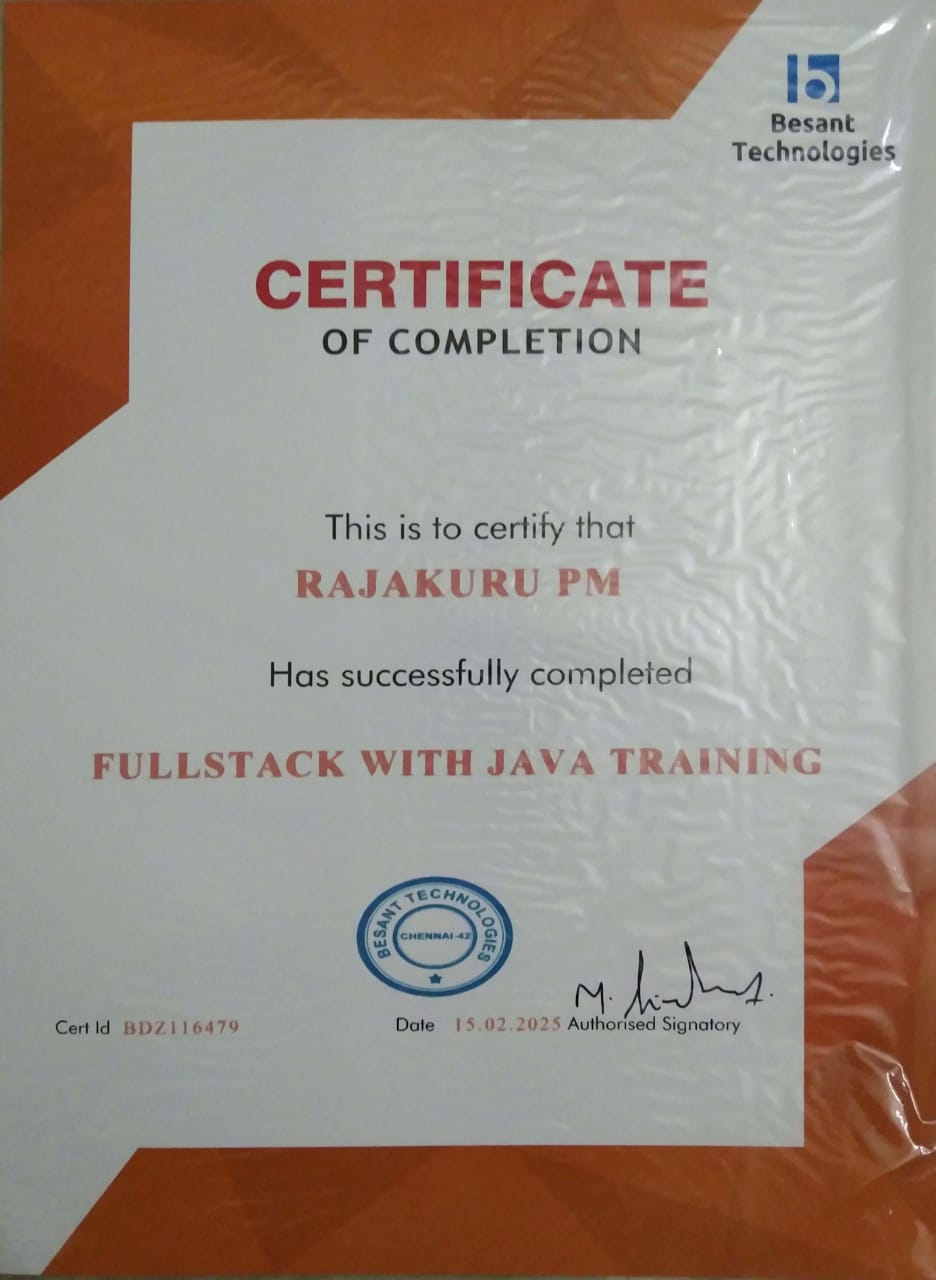 Besant
Technologies
CERTIFICATE
OF COMPLETION
This is to certify that
RAJAKURU PM
Has successfully completed
FULLSTACK WITH JAVA TRAINING
BESANT TECHNOLOGIES
CHENNAI-42
Cert Id BDZ116479
Date 15.02.2025 Authorised Signatory